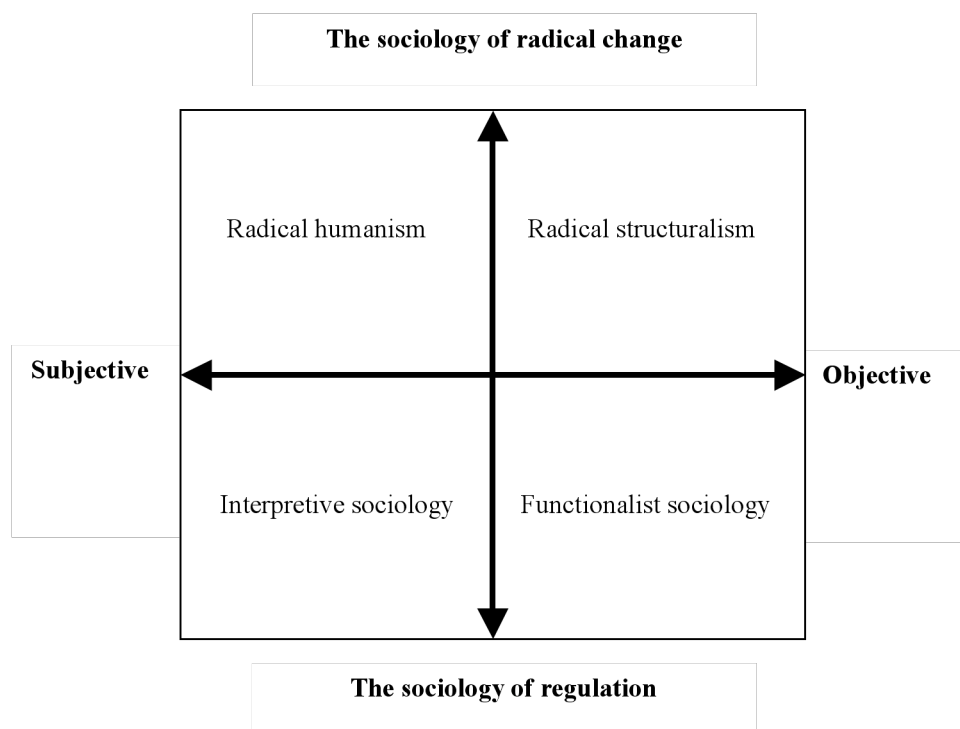 The sociology of radical change
Radical humanism
Radical structuralism
Subjective
Objective
Interpretive sociology
Functionalist sociology
The sociology of regulation